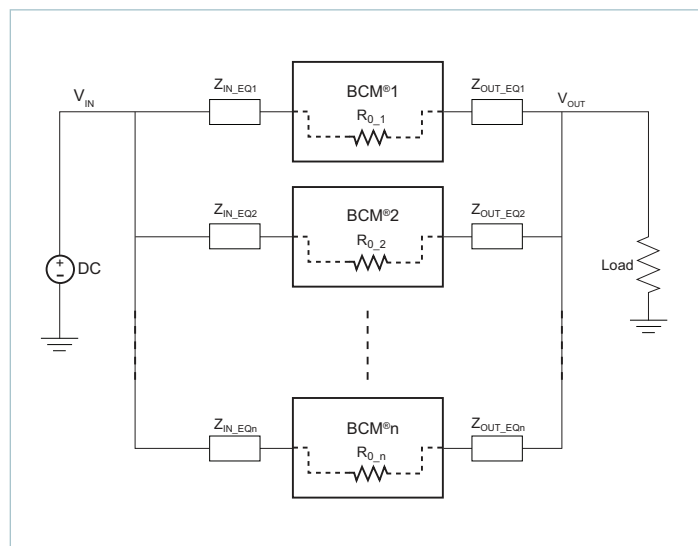 Z_IN_EQ1
BCM®1
Z_OUT_EQ1
V_IN
R_0_1
V_OUT
Z_IN_EQ2
BCM®2
Z_OUT_EQ2
R_0_2
+
DC
-
Load
Z_IN_EQn
BCM®n
Z_OUT_EQn
R_0_n